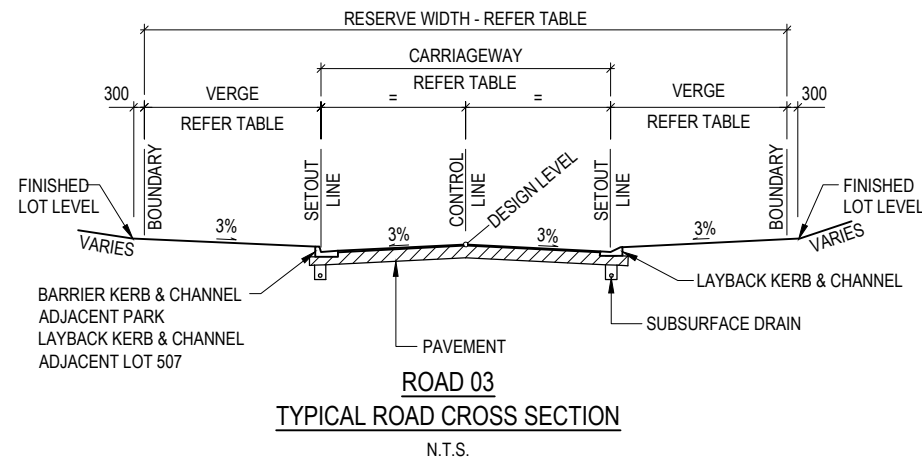 RESERVE WIDTH - REFER TABLE
CARRIAGEWAY
REFER TABLE
300
VERGE
=
=
VERGE
300
REFER TABLE
REFER TABLE
BOUNDARY
SETOUT
LINE
CONTROL
LINE
DESIGN LEVEL
SETOUT
LINE
BOUNDARY
FINISHED
LOT LEVEL
FINISHED
LOT LEVEL
VARIES
3%
3%
3%
3%
VARIES
BARRIER KERB & CHANNEL
ADJACENT PARK
LAYBACK KERB & CHANNEL
ADJACENT LOT 507
LAYBACK KERB & CHANNEL
SUBSURFACE DRAIN
PAVEMENT
ROAD 03
TYPICAL ROAD CROSS SECTION
N.T.S.